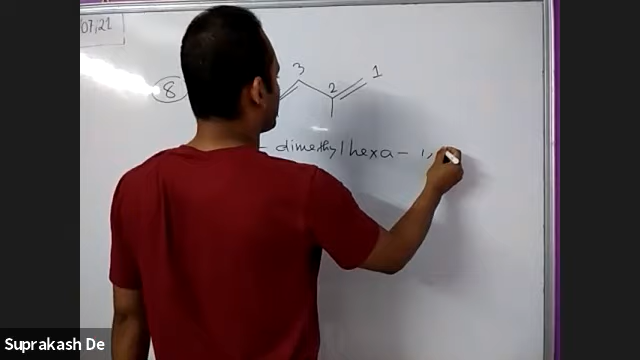 07,21
8
3
2
1
- dimethylhexa - 1,
Suprakash De